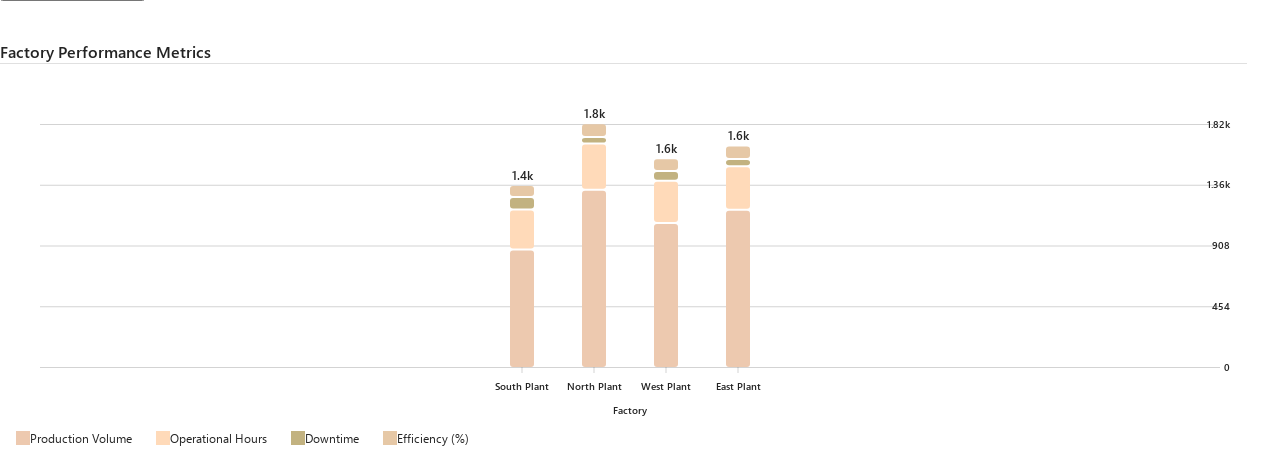 Factory Performance Metrics
1.8k
1.82k
1.6k
1.6k
1.4k
1.36k
908
454
0
South Plant North Plant West Plant East Plant
Factory
Production Volume Operational Hours Downtime Efficiency (%)